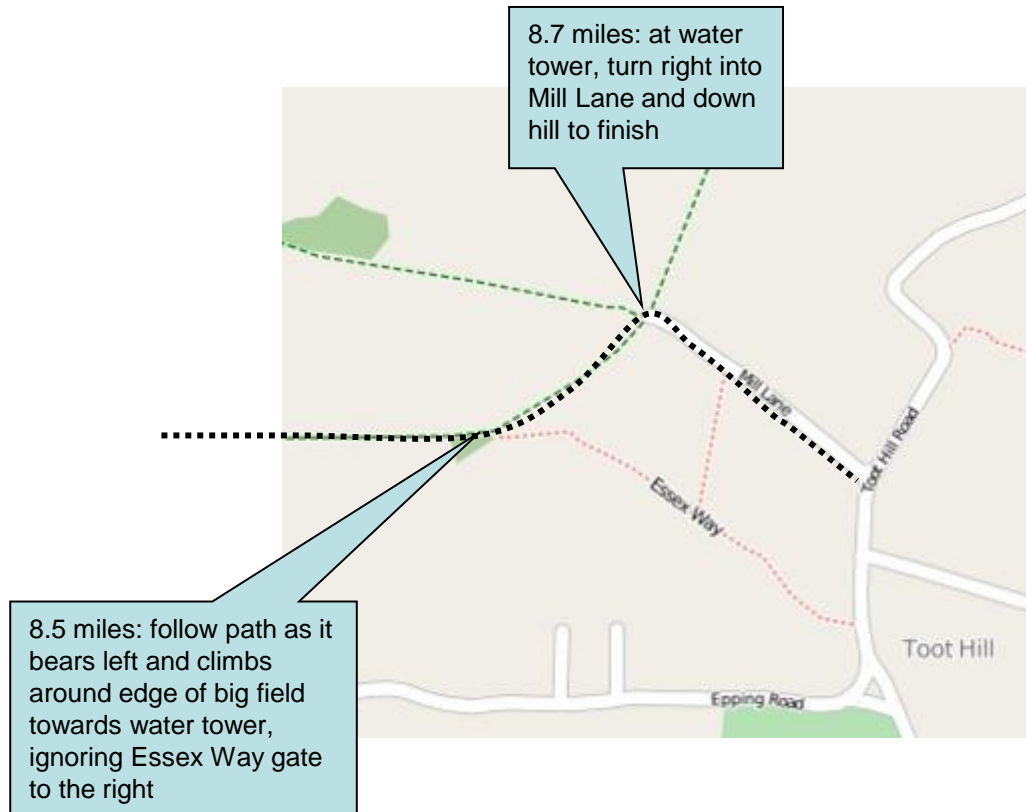 8.7 miles: at water
tower, turn right into
Mill Lane and down
hill to finish
Mill Lane
Toot Hill Road
Essex Way
8.5 miles: follow path as it
bears left and climbs
around edge of big field
towards water tower,
ignoring Essex Way gate
to the right
Toot Hill
Epping Road